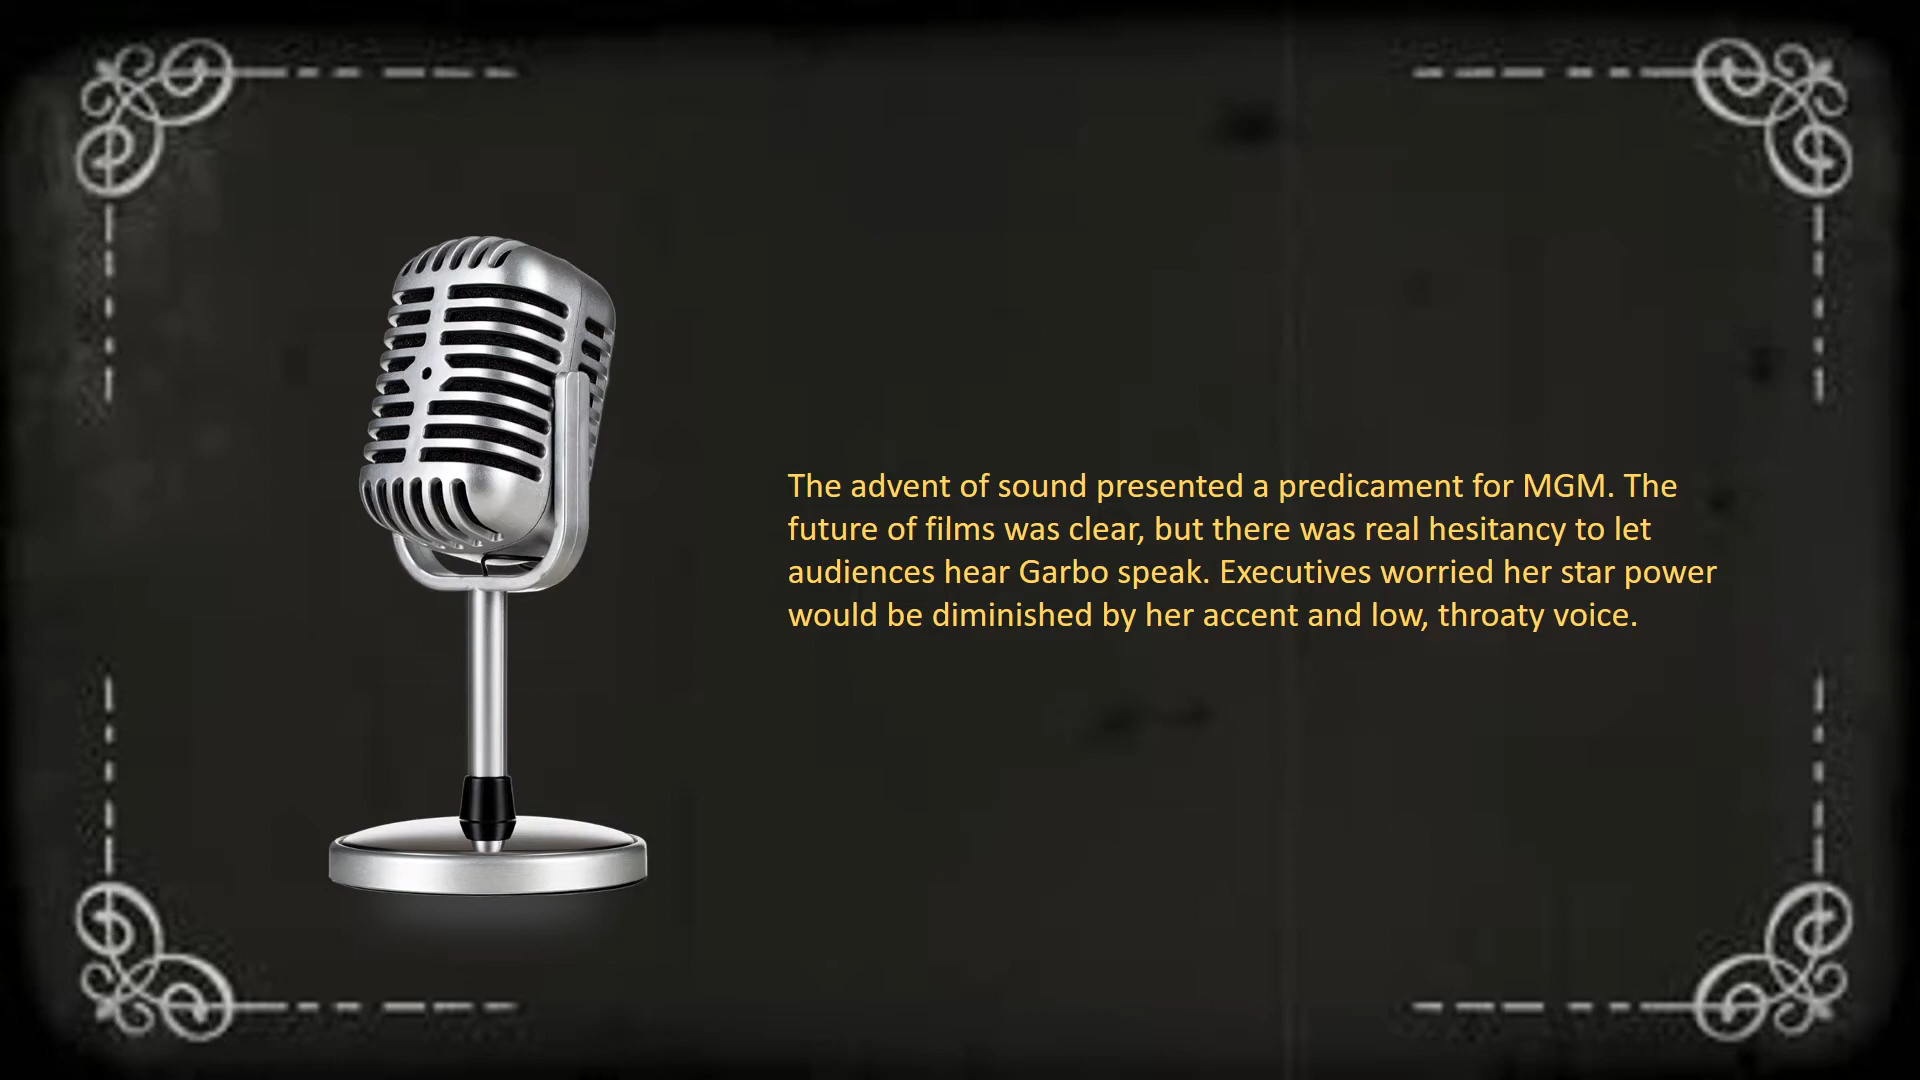 The advent of sound presented a predicament for MGM. The
future of films was clear, but there was real hesitancy to let
audiences hear Garbo speak. Executives worried her star power
would be diminished by her accent and low, throaty voice.